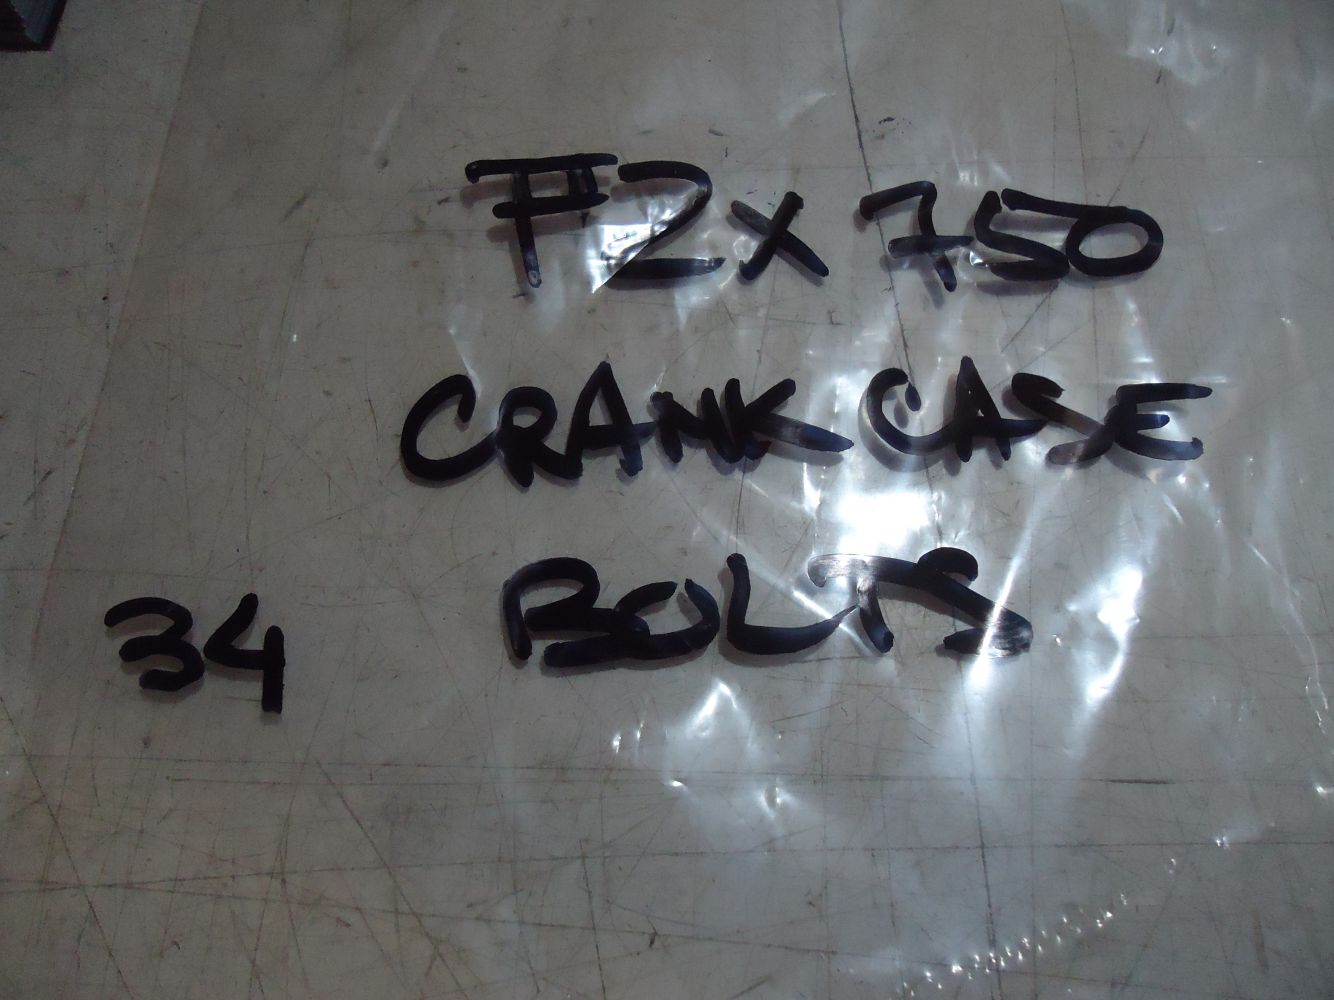 FZX 750
CRANK CASE
BOLTS
34